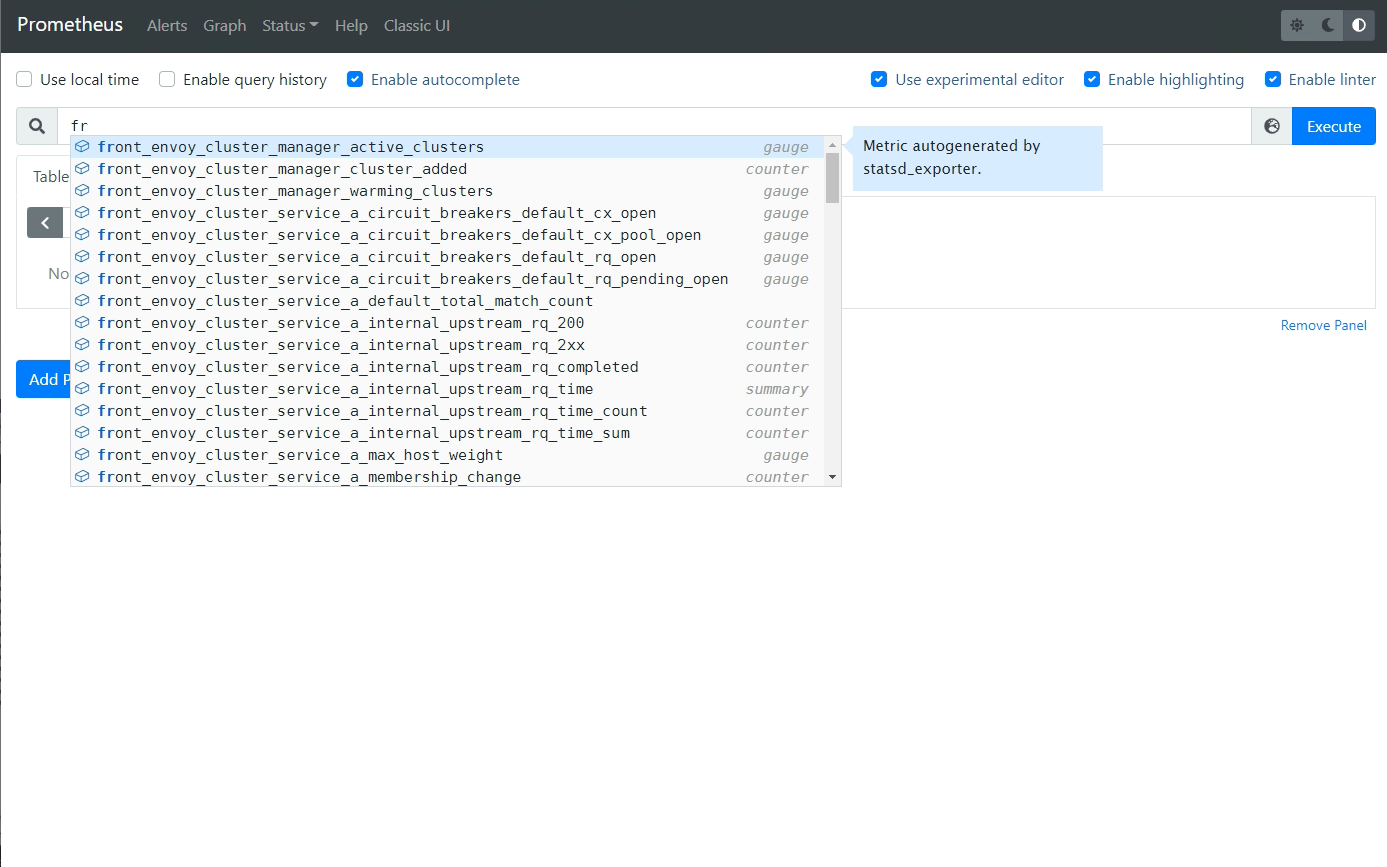 Prometheus Alerts Graph Status Help Classic UI
Use local time Enable query history Enable autocomplete Use experimental editor Enable highlighting Enable linter
fr Execute
front_envoy_cluster_manager_active_clusters gauge
Metric autogenerated by
statsd_exporter.
front_envoy_cluster_manager_cluster_added counter
Table
front_envoy_cluster_manager_warming_clusters gauge
front_envoy_cluster_service_a_circuit_breakers_default_cx_open gauge
front_envoy_cluster_service_a_circuit_breakers_default_cx_pool_open gauge
front_envoy_cluster_service_a_circuit_breakers_default_rq_open gauge
No
front_envoy_cluster_service_a_circuit_breakers_default_rq_pending_open gauge
front_envoy_cluster_service_a_default_total_match_count
front_envoy_cluster_service_a_internal_upstream_rq_200 counter
Remove Panel
front_envoy_cluster_service_a_internal_upstream_rq_2xx counter
front_envoy_cluster_service_a_internal_upstream_rq_completed counter
Add P
front_envoy_cluster_service_a_internal_upstream_rq_time summary
front_envoy_cluster_service_a_internal_upstream_rq_time_count counter
front_envoy_cluster_service_a_internal_upstream_rq_time_sum counter
front_envoy_cluster_service_a_max_host_weight gauge
front_envoy_cluster_service_a_membership_change counter